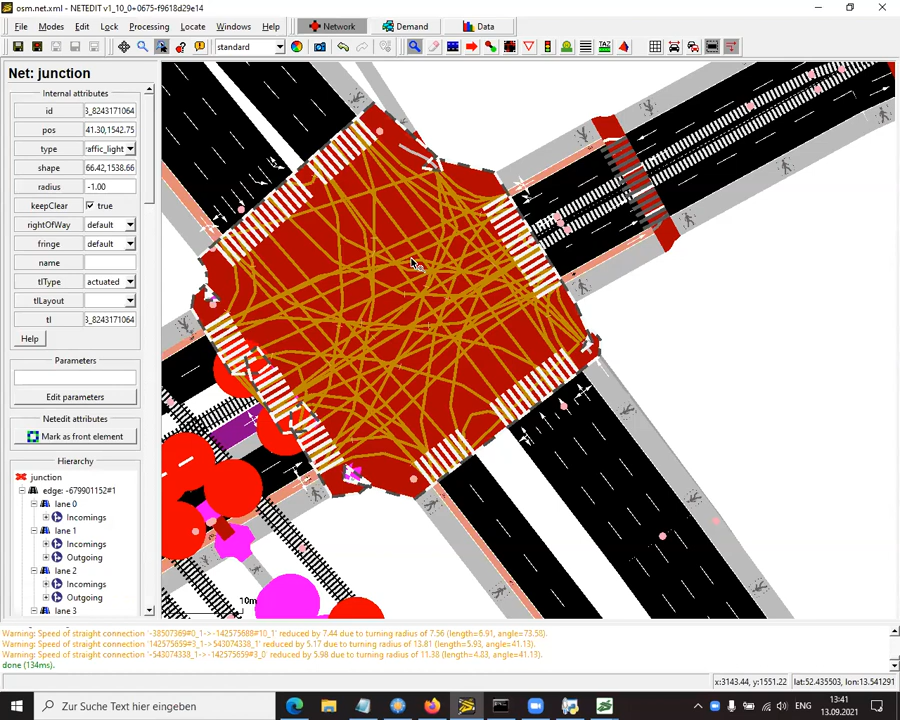 osm.net.xml - NETEDIT v1_10_0+0675-f9618d29e14
File Edit Lock Processing Locate Windows Help Network Demand Data
standard
Net: junction
Internal attributes
id 3_8243171064
pos 41.30,1542.75
type raffic_light
shape 66.42,1538.66
radius -1.00
keepClear true
rightOfWay default
fringe default
name
tlType actuated
tlLayout
tl 3_8243171064
Help
Parameters
Edit parameters
Netedit attributes
Mark as front element
Hierarchy
junction
edge: -679901152#1
lane 0
Incomings
lane 1
Incomings
Outgoing
lane 2
Incomings
Outgoing
lane 3
10m
Warning: Speed of straight connection '-38507369#0_1->-142575688#10_1' reduced by 7.44 due to turning radius of 7.56 (length=6.91, angle=73.58).
Warning: Speed of straight connection '142575659#3_1->543074338_1' reduced by 5.17 due to turning radius of 13.81 (length=5.93, angle=41.13).
Warning: Speed of straight connection '-543074338_1->-142575659#3_0' reduced by 5.98 due to turning radius of 11.38 (length=4.83, angle=41.13).
done (134ms).
x:3143.44, y:1551.22 lat:52.435503, lon:13.541291
Zur Suche Text hier eingeben
ENG
13:41
13.09.2021